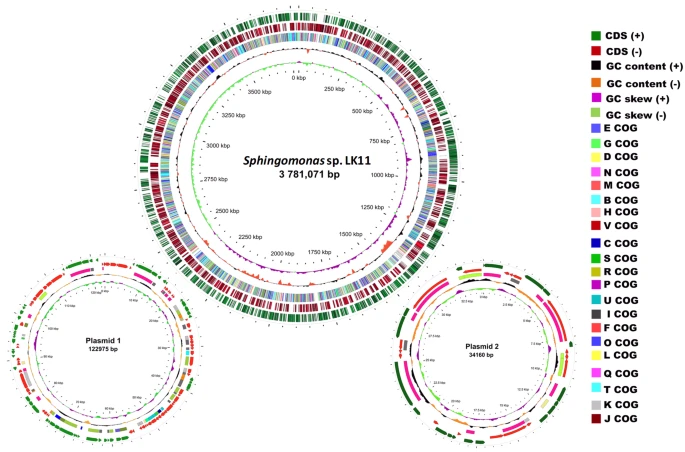 0 kbp
250 kbp
500 kbp
750 kbp
1000 kbp
1250 kbp
1500 kbp
1750 kbp
2000 kbp
2250 kbp
2500 kbp
2750 kbp
3000 kbp
3250 kbp
3500 kbp
Sphingomonas sp. LK11
3 781,071 bp
Plasmid 1
122975 bp
Plasmid 2
34160 bp
CDS (+)
CDS (-)
GC content (+)
GC content (-)
GC skew (+)
GC skew (-)
E COG
G COG
D COG
N COG
M COG
B COG
H COG
V COG
C COG
S COG
R COG
P COG
U COG
I COG
F COG
O COG
L COG
Q COG
T COG
K COG
J COG